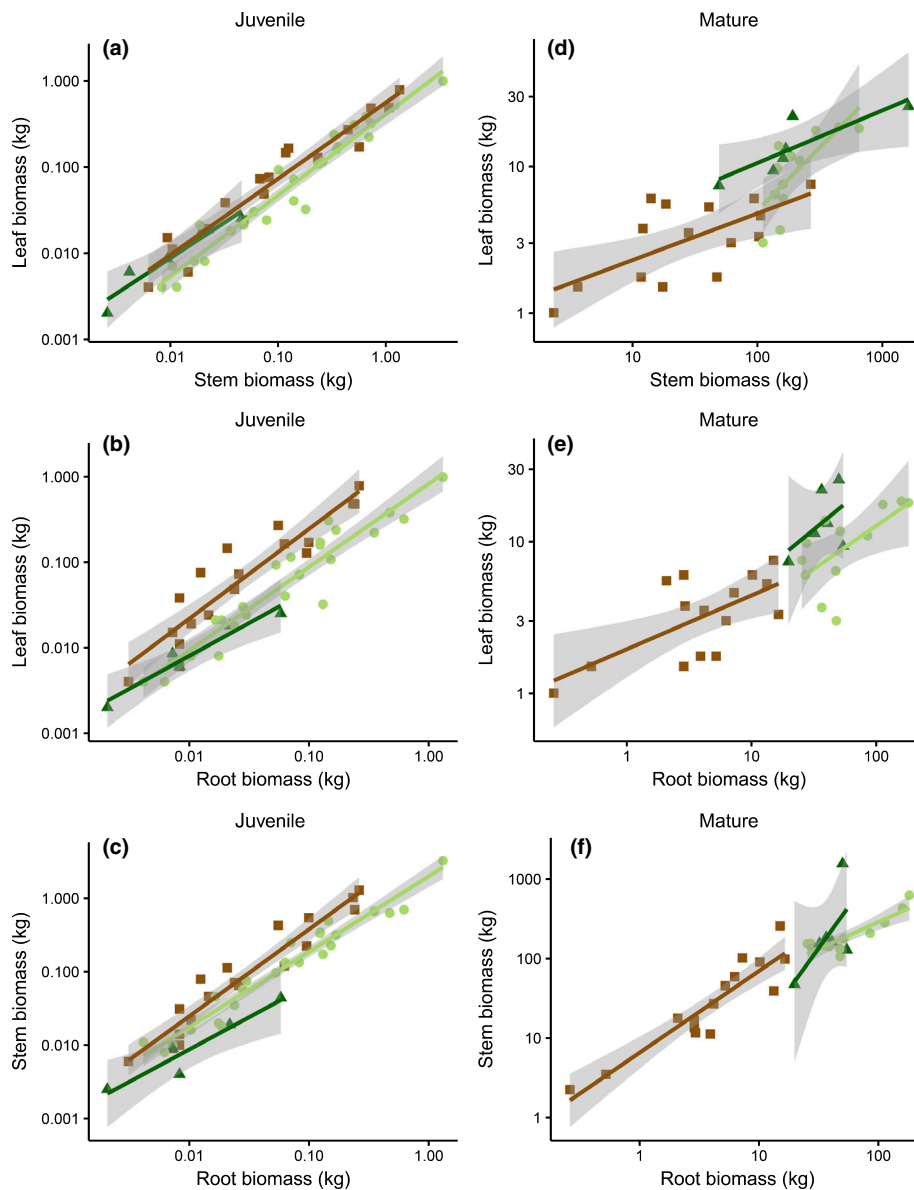 Juvenile
(a)
Leaf biomass (kg)
1.000
0.100
0.010
0.001
0.01 0.10 1.00
Stem biomass (kg)
Mature
(d)
Leaf biomass (kg)
30
10
3
1
10 100 1000
Stem biomass (kg)
Juvenile
(b)
Leaf biomass (kg)
1.000
0.100
0.010
0.001
0.01 0.10 1.00
Root biomass (kg)
Mature
(e)
Leaf biomass (kg)
30
10
3
1
1 10 100
Root biomass (kg)
Juvenile
(c)
Stem biomass (kg)
1.000
0.100
0.010
0.001
0.01 0.10 1.00
Root biomass (kg)
Mature
(f)
Stem biomass (kg)
1000
100
10
1
1 10 100
Root biomass (kg)